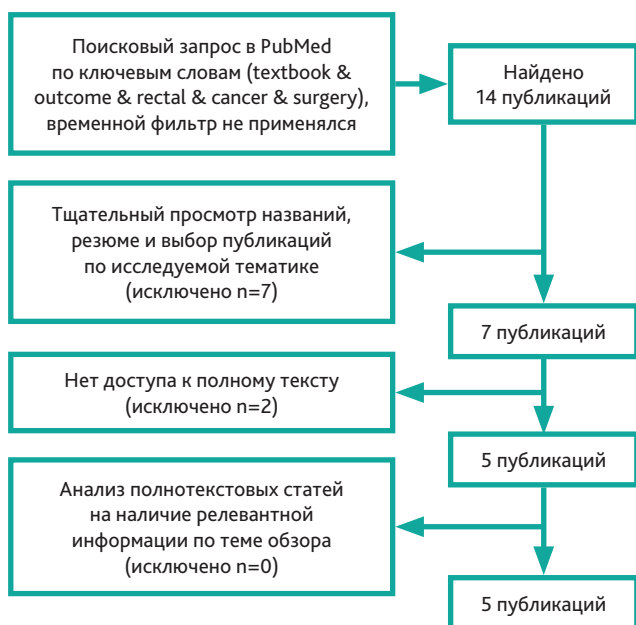 Поисковый запрос в PubMed
по ключевым словам (textbook &
outcome & rectal & cancer & surgery),
временной фильтр не применялся
Найдено
14 публикаций
Тщательный просмотр названий,
резюме и выбор публикаций
по исследуемой тематике
(исключено n=7)
7 публикаций
Нет доступа к полному тексту
(исключено n=2)
5 публикаций
Анализ полнотекстовых статей
на наличие релевантной
информации по теме обзора
(исключено n=0)
5 публикаций